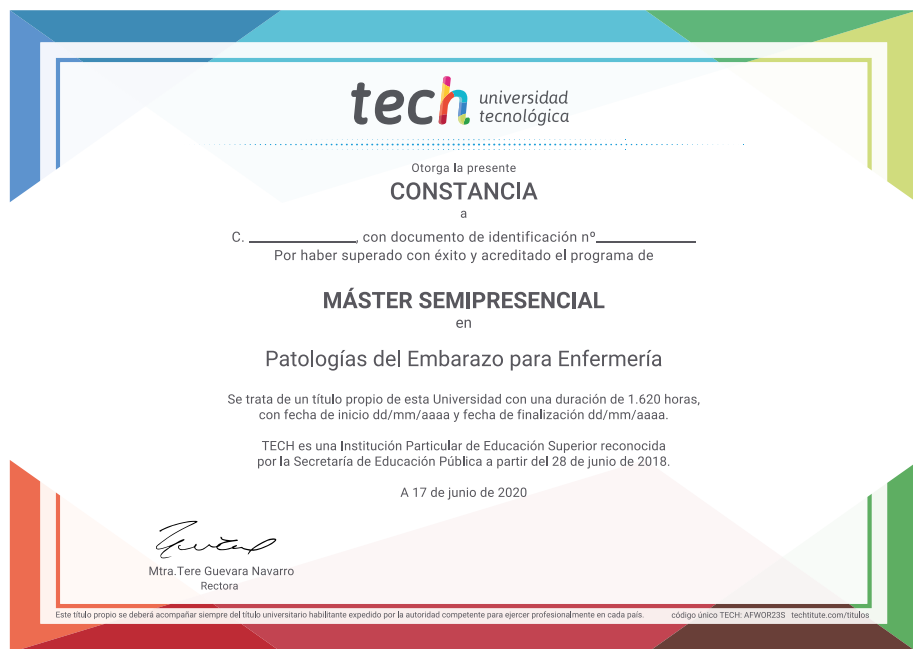 tech universidad
tecnológica
Otorga la presente
CONSTANCIA
a
C. ____________, con documento de identificación nº____________
Por haber superado con éxito y acreditado el programa de
MÁSTER SEMIPRESENCIAL
en
Patologías del Embarazo para Enfermería
Se trata de un título propio de esta Universidad con una duración de 1.620 horas,
con fecha de inicio dd/mm/aaaa y fecha de finalización dd/mm/aaaa.
TECH es una Institución Particular de Educación Superior reconocida
por la Secretaría de Educación Pública a partir del 28 de junio de 2018.
A 17 de junio de 2020
Mtra.Tere Guevara Navarro
Rectora
Este título propio se deberá acompañar siempre del título universitario habilitante expedido por la autoridad competente para ejercer profesionalmente en cada país. código único TECH: AFWOR23S techtitute.com/titulos